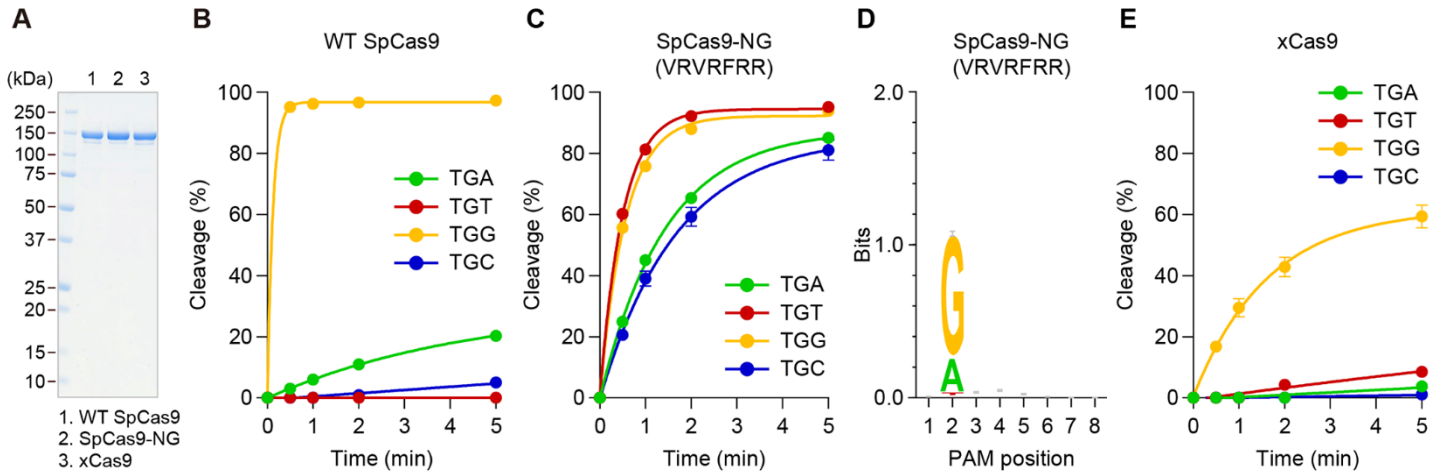 A
(kDa) 1 2 3
250
150
100
75
50
37
25
20
15
10
1. WT SpCas9
2. SpCas9-NG
3. xCas9
B
WT SpCas9
Cleavage (%)
100
80
60
40
20
0
TGA
TGT
TGG
TGC
0 1 2 3 4 5
Time (min)
C
SpCas9-NG
(VRVRFRR)
Cleavage (%)
100
80
60
40
20
0
TGA
TGT
TGG
TGC
0 1 2 3 4 5
Time (min)
D
SpCas9-NG
(VRVRFRR)
Bits
2.0
1.0
0.0
G
A
1 2 3 4 5 6 7 8
PAM position
E
xCas9
Cleavage (%)
100
80
60
40
20
0
TGA
TGT
TGG
TGC
0 1 2 3 4 5
Time (min)